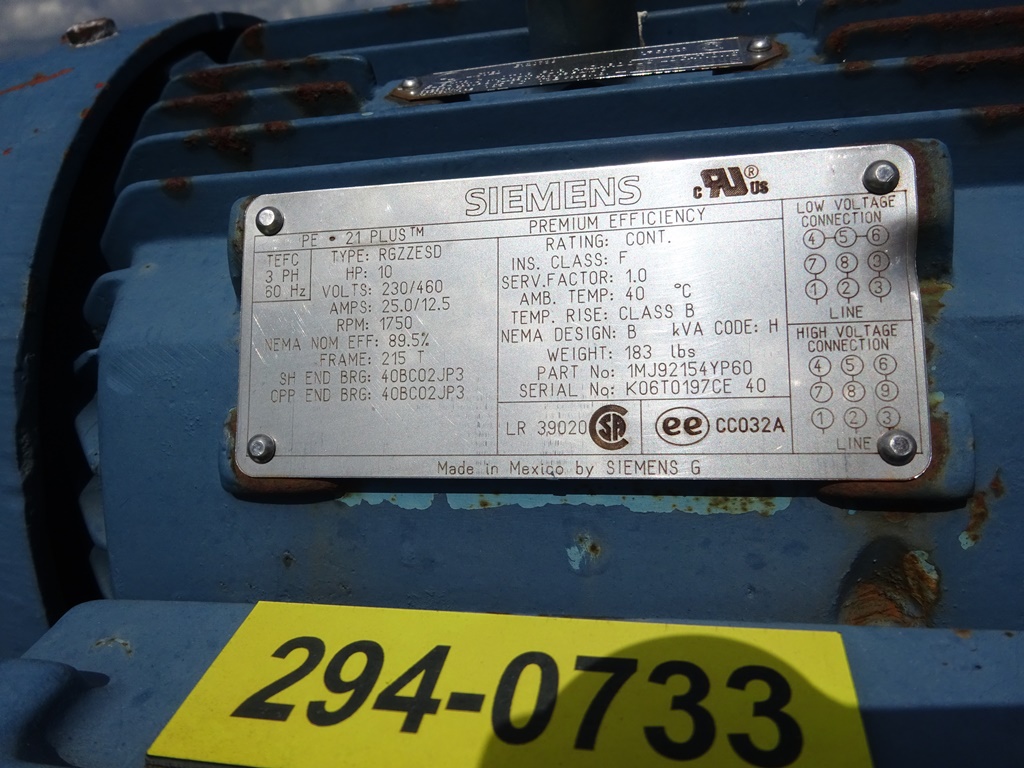 SIEMENS
C RU® US
PE • 21 PLUS™
PREMIUM EFFICIENCY
TEFC
3 PH
60 Hz
TYPE: RGZZESD
HP: 10
VOLTS: 230/460
AMPS: 25.0/12.5
RPM: 1750
NEMA NOM EFF: 89.5%
FRAME: 215 T
SH END BRG: 40BC02JP3
OPP END BRG: 40BC02JP3
RATING: CONT.
INS. CLASS: F
SERV.FACTOR: 1.0
AMB. TEMP: 40 °C
TEMP. RISE: CLASS B
NEMA DESIGN: B kVA CODE: H
WEIGHT: 183 lbs
PART No: 1MJ92154YP60
SERIAL No: K06T0197CE 40
LR 39020 SA ee CC032A
LOW VOLTAGE
CONNECTION
4 5 6
7 8 9
1 2 3
LINE
HIGH VOLTAGE
CONNECTION
4 5 6
7 8 9
1 2 3
LINE
Made in Mexico by SIEMENS G
294-0733